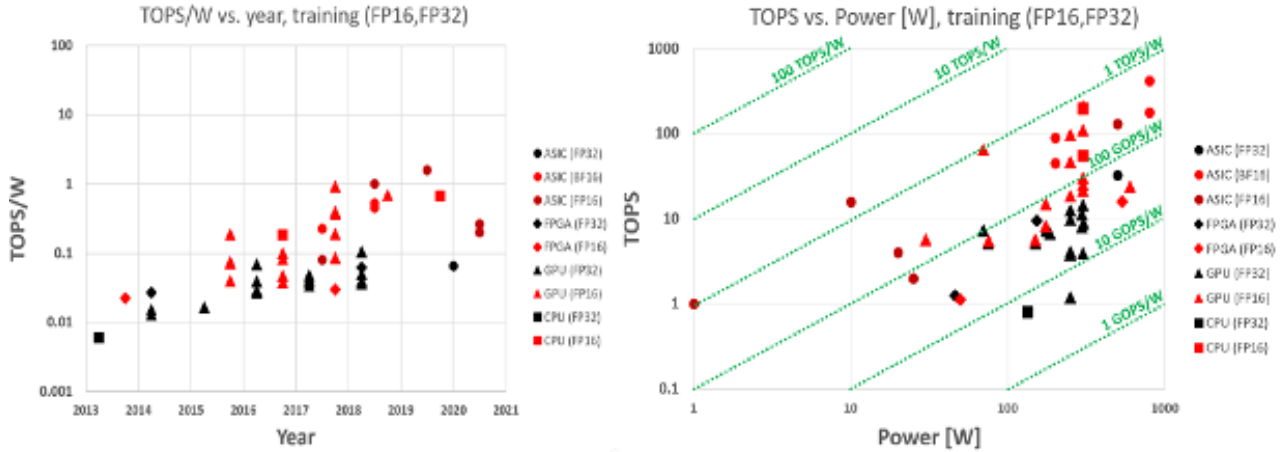 TOPS/W vs. year, training (FP16,FP32)
100
10
1
0.1
0.01
0.001
TOPS/W
2013 2014 2015 2016 2017 2018 2019 2020 2021
Year
ASIC (FP32)
ASIC (BF16)
ASIC (FP16)
FPGA (FP32)
FPGA (FP16)
GPU (FP32)
GPU (FP16)
CPU (FP32)
CPU (FP16)
TOPS vs. Power [W], training (FP16,FP32)
1000
100
10
1
0.1
TOPS
100 TOPS/W
10 TOPS/W
1 TOPS/W
100 GOPS/W
10 GOPS/W
1 GOPS/W
1 10 100 1000
Power [W]
ASIC (FP32)
ASIC (BF16)
ASIC (FP16)
FPGA (FP32)
FPGA (FP16)
GPU (FP32)
GPU (FP16)
CPU (FP32)
CPU (FP16)